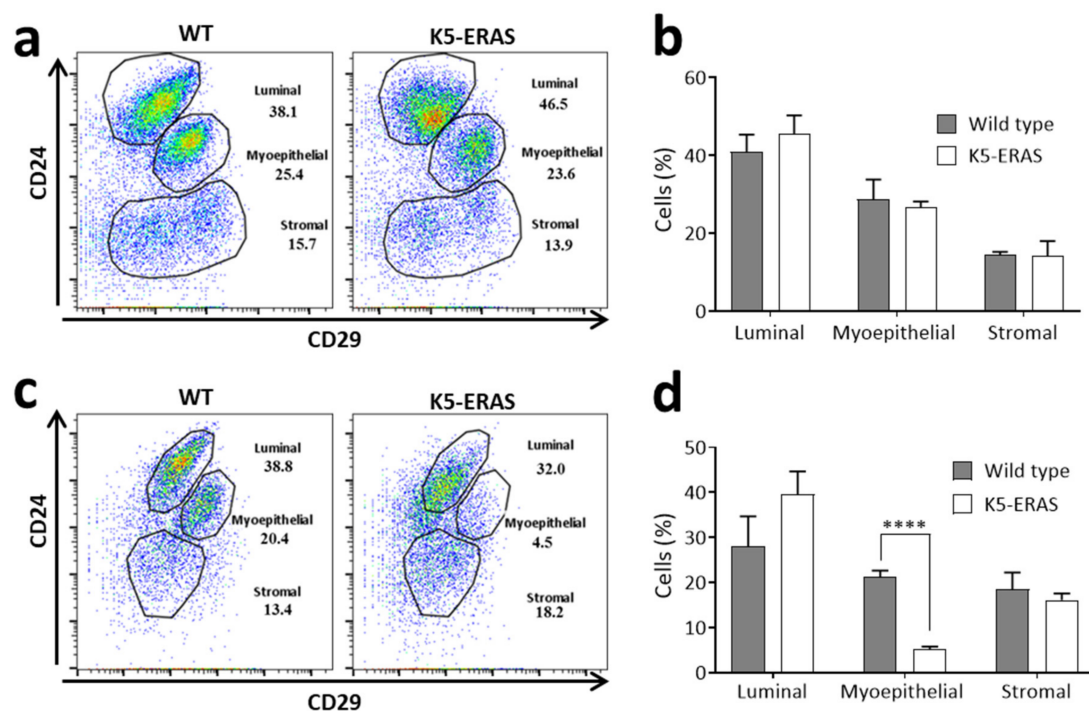 a
WT
K5-ERAS
CD24
Luminal
38.1
Myoepithelial
25.4
Stromal
15.7
Luminal
46.5
Myoepithelial
23.6
Stromal
13.9
CD29
b
Cells (%)
60
40
20
0
Wild type
K5-ERAS
Luminal
Myoepithelial
Stromal
c
WT
K5-ERAS
CD24
Luminal
38.8
Myoepithelial
20.4
Stromal
13.4
Luminal
32.0
Myoepithelial
4.5
Stromal
18.2
CD29
d
Cells (%)
50
40
30
20
10
0
Wild type
K5-ERAS
****
Luminal
Myoepithelial
Stromal